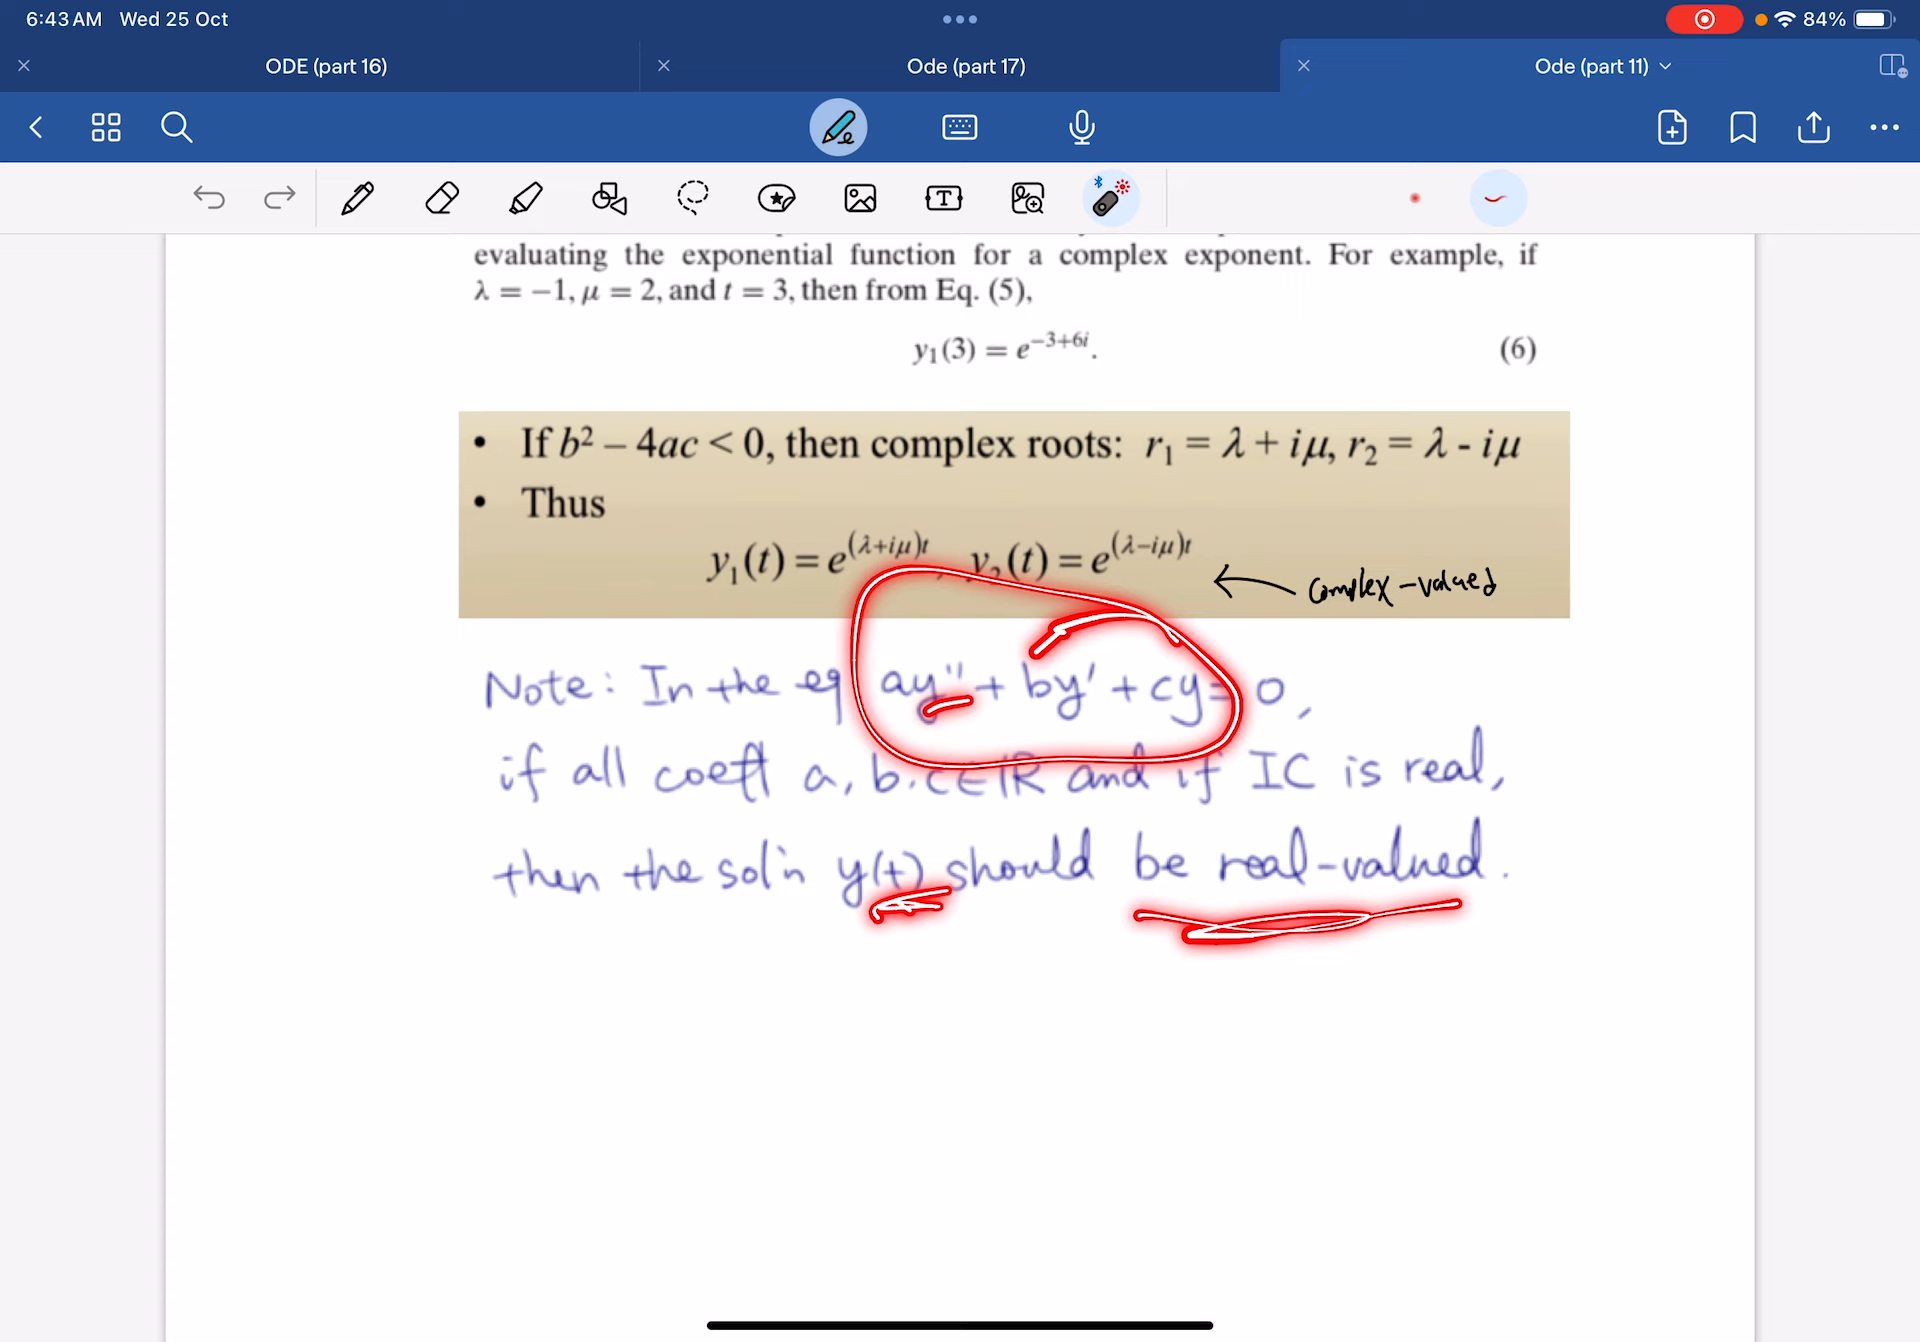 6:43 AM Wed 25 Oct
84%
ODE (part 16)
Ode (part 17)
Ode (part 11)
evaluating the exponential function for a complex exponent. For example, if
λ = −1, μ = 2, and t = 3, then from Eq. (5),
y₁(3) = e⁻³⁺⁶ⁱ. (6)
• If b² – 4ac < 0, then complex roots: r₁ = λ + iμ, r₂ = λ - iμ
• Thus
y₁(t) = e^(λ+iμ)t, y₂(t) = e^(λ−iμ)t
← complex-valued
Note: In the eq ay'' + by' + cy = 0,
if all coeft a, b, c ∈ ℝ and if IC is real,
then the sol'n y(t) should be real-valued.